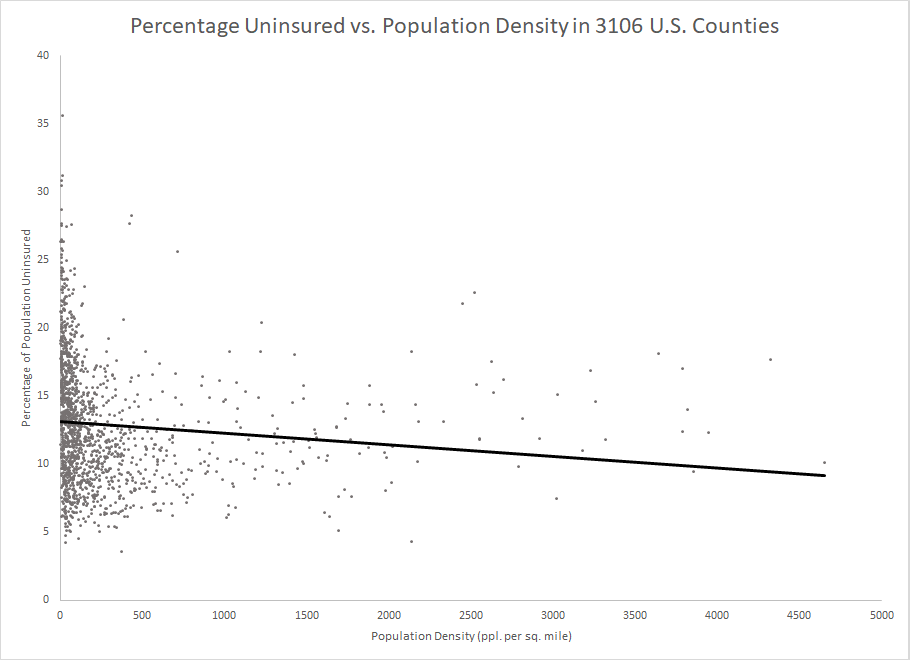 Percentage Uninsured vs. Population Density in 3106 U.S. Counties
40
35
30
25
20
15
10
5
0
Percentage of Population Uninsured
0 500 1000 1500 2000 2500 3000 3500 4000 4500 5000
Population Density (ppl. per sq. mile)